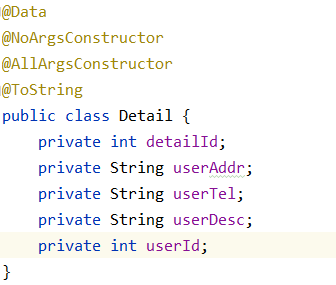 @Data
@NoArgsConstructor
@AllArgsConstructor
@ToString
public class Detail {
    private int detailId;
    private String userAddr;
    private String userTel;
    private String userDesc;
    private int userId;
}